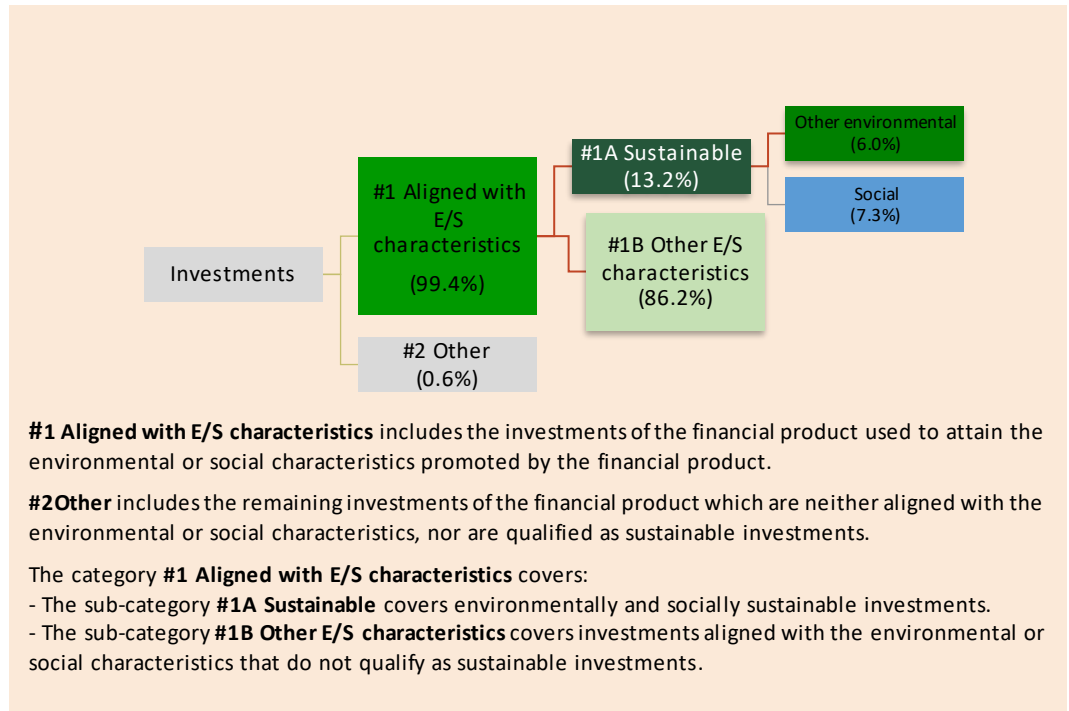 Investments
#1 Aligned with
E/S
characteristics
(99.4%)
#2 Other
(0.6%)
#1A Sustainable
(13.2%)
#1B Other E/S
characteristics
(86.2%)
Other environmental
(6.0%)
Social
(7.3%)
#1 Aligned with E/S characteristics includes the investments of the financial product used to attain the
environmental or social characteristics promoted by the financial product.
#2Other includes the remaining investments of the financial product which are neither aligned with the
environmental or social characteristics, nor are qualified as sustainable investments.
The category #1 Aligned with E/S characteristics covers:
- The sub-category #1A Sustainable covers environmentally and socially sustainable investments.
- The sub-category #1B Other E/S characteristics covers investments aligned with the environmental or
social characteristics that do not qualify as sustainable investments.